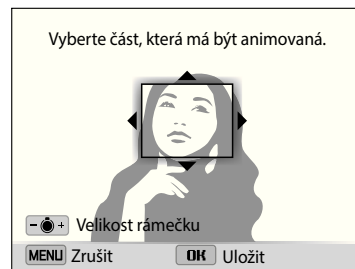 Vyberte část, která má být animovaná.
- + Velikost rámečku
MENU Zrušit OK Uložit